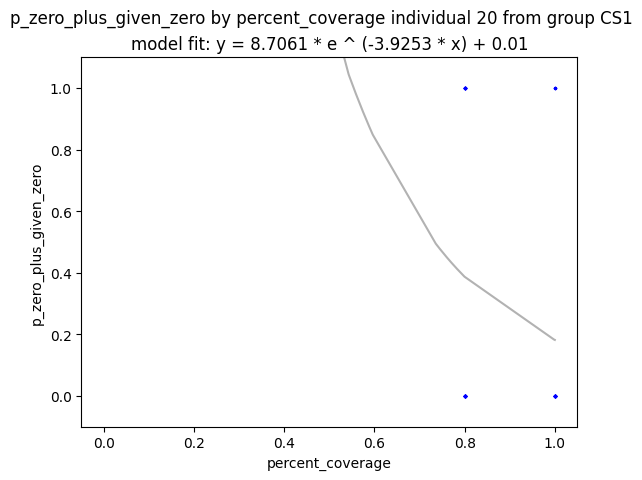 p_zero_plus_given_zero by percent_coverage individual 20 from group CS1
model fit: y = 8.7061 * e ^ (-3.9253 * x) + 0.01
1.0
0.8
0.6
0.4
0.2
0.0
p_zero_plus_given_zero
0.0 0.2 0.4 0.6 0.8 1.0
percent_coverage